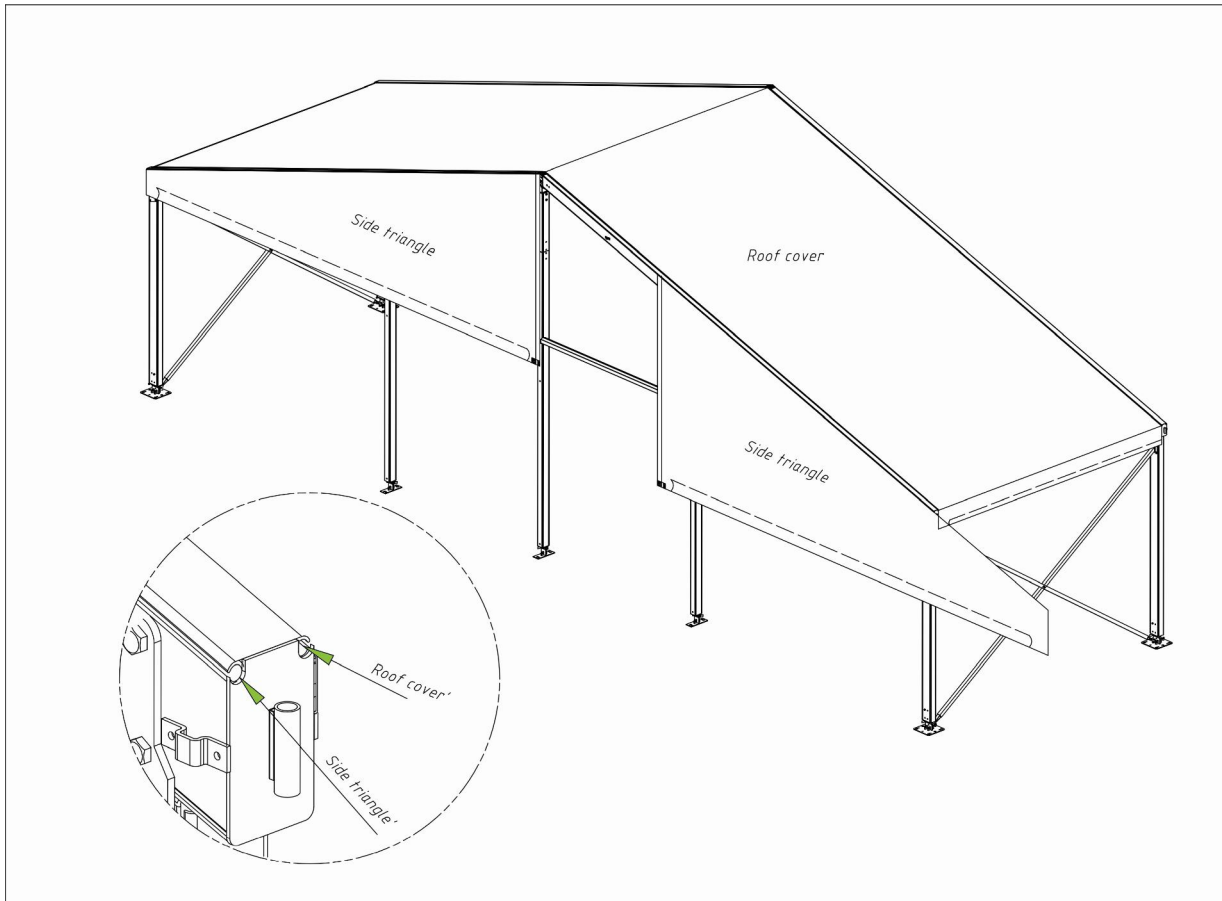 Side triangle
Roof cover
Side triangle
Roof cover'
Side triangle'